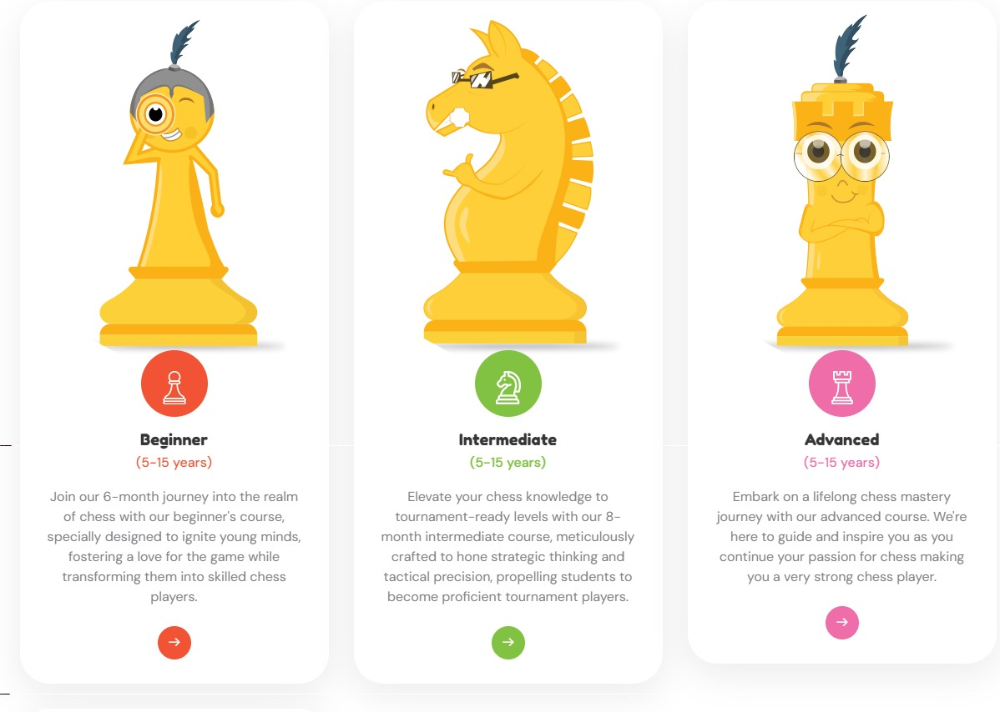 Beginner
(5-15 years)
Join our 6-month journey into the realm
of chess with our beginner's course,
specially designed to ignite young minds,
fostering a love for the game while
transforming them into skilled chess
players.
Intermediate
(5-15 years)
Elevate your chess knowledge to
tournament-ready levels with our 8-
month intermediate course, meticulously
crafted to hone strategic thinking and
tactical precision, propelling students to
become proficient tournament players.
Advanced
(5-15 years)
Embark on a lifelong chess mastery
journey with our advanced course. We're
here to guide and inspire you as you
continue your passion for chess making
you a very strong chess player.